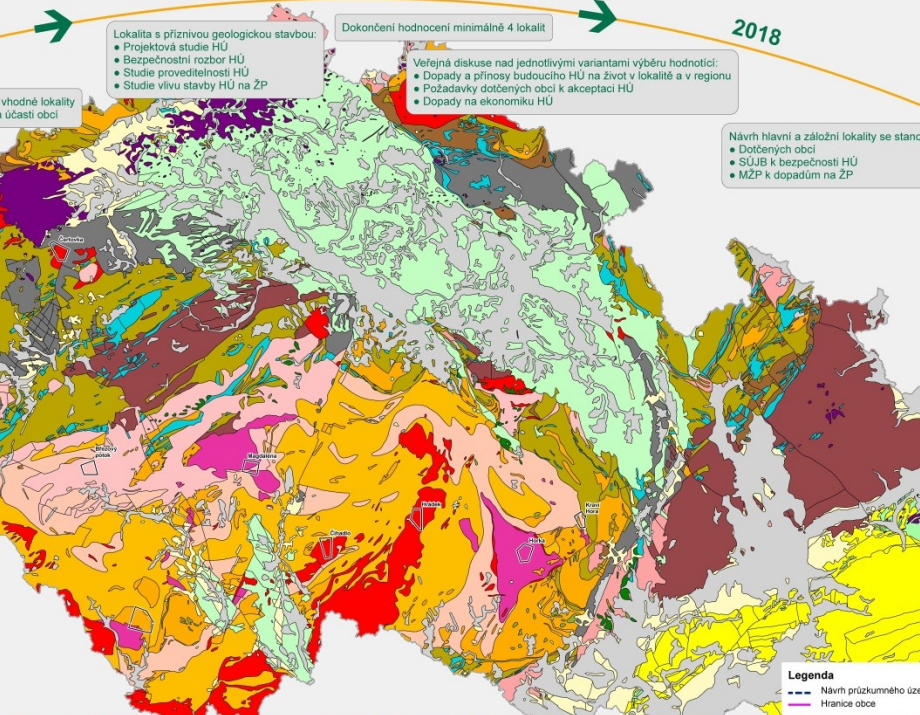 2018
Lokalita s příznivou geologickou stavbou:
● Projektová studie HÚ
● Bezpečnostní rozbor HÚ
● Studie proveditelnosti HÚ
● Studie vlivu stavby HÚ na ŽP
Dokončení hodnocení minimálně 4 lokalit
Veřejná diskuse nad jednotlivými variantami výběru hodnotící:
● Dopady a přínosy budoucího HÚ na život v lokalitě a v regionu
● Požadavky dotčených obcí k akceptaci HÚ
● Dopady na ekonomiku HÚ
vhodné lokality
účasti obcí
Návrh hlavní a záložní lokality se
● Dotčených obcí
● SÚJB k bezpečnosti HÚ
● MŽP k dopadům na ŽP
Čertovka
Březový
potok
Magdaléna
Čihadlo
Hrádek
Horka
Kraví
Hora
Legenda
Návrh průzkumného
Hranice obce